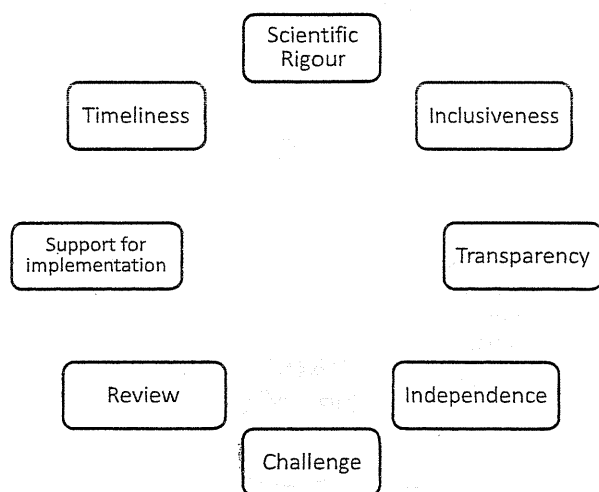 Scientific
Rigour
Timeliness
Inclusiveness
Support for
implementation
Transparency
Review
Independence
Challenge